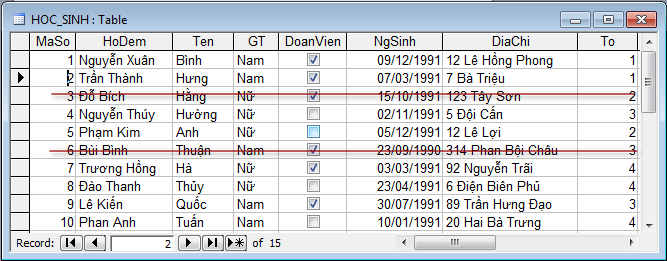 HOC_SINH : Table
MaSo HoDem Ten GT DoanVien NgSinh DiaChi To
1 Nguyễn Xuân Bình Nam 09/12/1991 12 Lê Hồng Phong 1
2 Trần Thành Hưng Nam 07/03/1991 7 Bà Triệu 1
3 Đỗ Bích Hằng Nữ 15/10/1991 123 Tây Sơn 2
4 Nguyễn Thúy Hường Nữ 02/11/1991 5 Đội Cấn 3
5 Phạm Kim Anh Nữ 05/12/1991 12 Lê Lợi 2
6 Bùi Bình Thuận Nam 23/09/1990 314 Phan Bội Châu 3
7 Trương Hồng Hà Nữ 03/03/1991 92 Nguyễn Trãi 4
8 Đào Thanh Thủy Nữ 23/04/1991 6 Điện Biên Phủ 4
9 Lê Kiến Quốc Nam 30/07/1991 89 Trần Hưng Đạo 3
10 Phan Anh Tuấn Nam 10/01/1991 20 Hai Bà Trưng 4
Record: 2 of 15